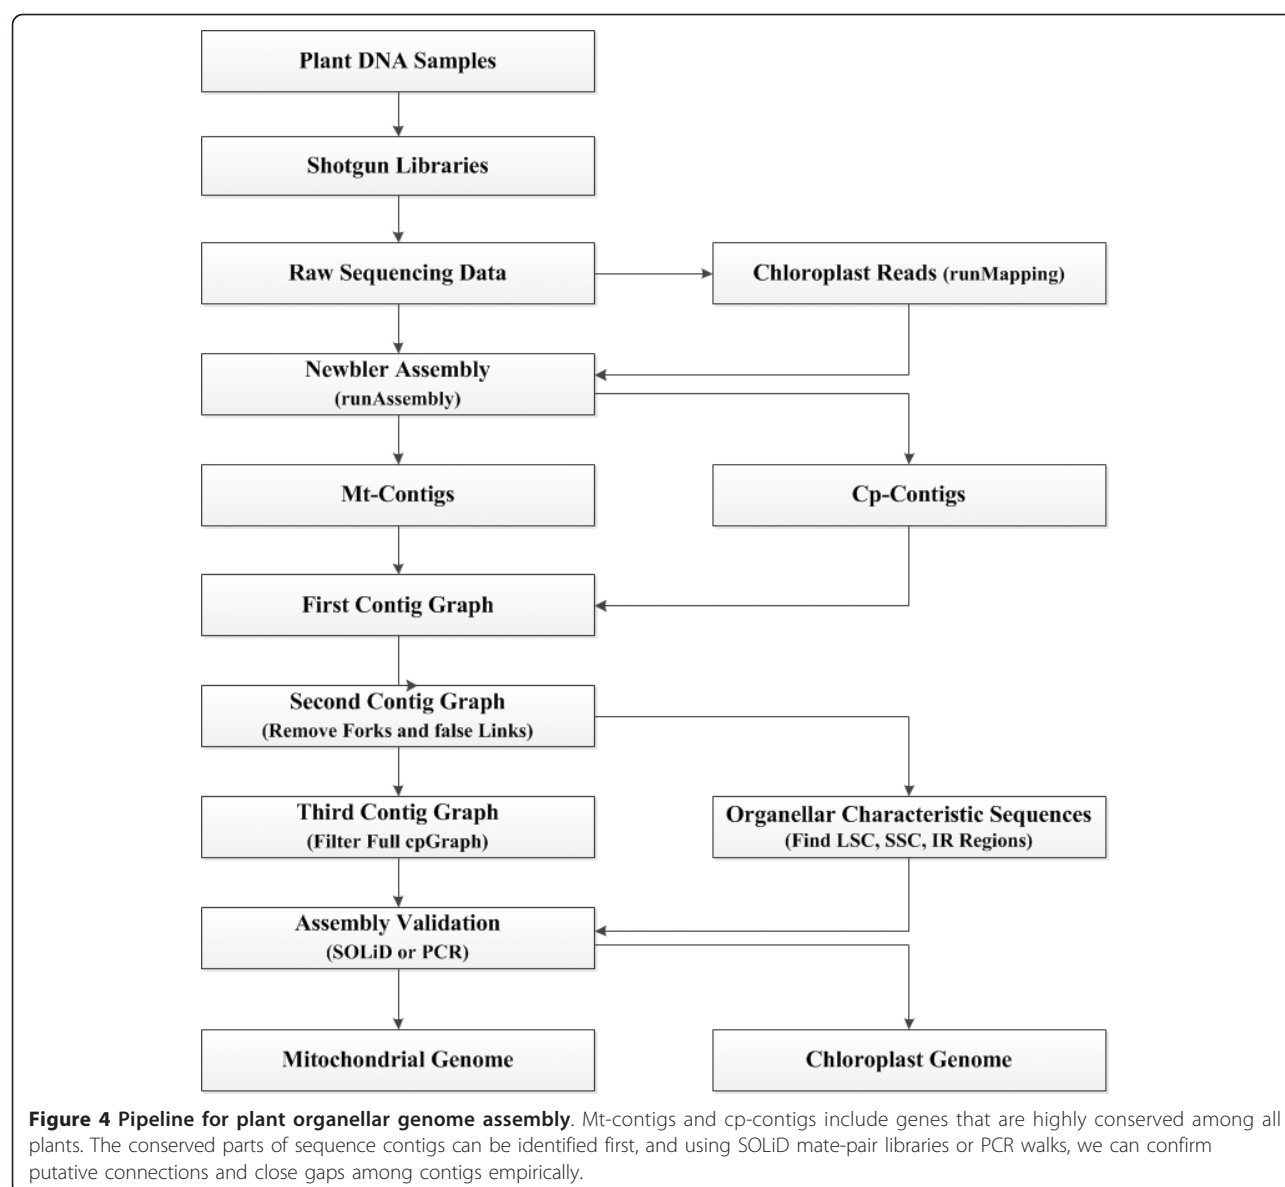 Plant DNA Samples
Shotgun Libraries
Raw Sequencing Data
Chloroplast Reads (runMapping)
Newbler Assembly
(runAssembly)
Mt-Contigs
Cp-Contigs
First Contig Graph
Second Contig Graph
(Remove Forks and false Links)
Third Contig Graph
(Filter Full cpGraph)
Organellar Characteristic Sequences
(Find LSC, SSC, IR Regions)
Assembly Validation
(SOLiD or PCR)
Mitochondrial Genome
Chloroplast Genome
Figure 4 Pipeline for plant organellar genome assembly. Mt-contigs and cp-contigs include genes that are highly conserved among all
plants. The conserved parts of sequence contigs can be identified first, and using SOLiD mate-pair libraries or PCR walks, we can confirm
putative connections and close gaps among contigs empirically.